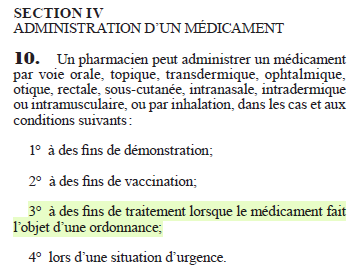 SECTION IV
ADMINISTRATION D’UN MÉDICAMENT
10. Un pharmacien peut administrer un médicament
par voie orale, topique, transdermique, ophtalmique,
otique, rectale, sous-cutanée, intranasale, intradermique
ou intramusculaire, ou par inhalation, dans les cas et aux
conditions suivants :
1° à des fins de démonstration;
2° à des fins de vaccination;
3° à des fins de traitement lorsque le médicament fait
l’objet d’une ordonnance;
4° lors d’une situation d’urgence.